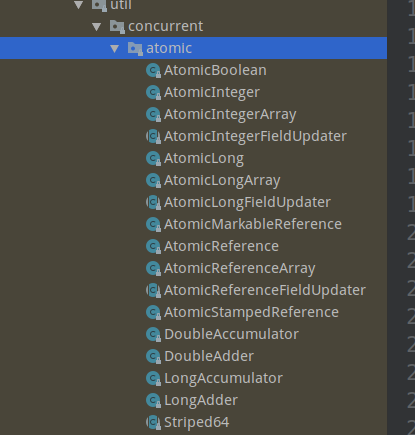 util
concurrent
atomic
AtomicBoolean
AtomicInteger
AtomicIntegerArray
AtomicIntegerFieldUpdater
AtomicLong
AtomicLongArray
AtomicLongFieldUpdater
AtomicMarkableReference
AtomicReference
AtomicReferenceArray
AtomicReferenceFieldUpdater
AtomicStampedReference
DoubleAccumulator
DoubleAdder
LongAccumulator
LongAdder
Striped64